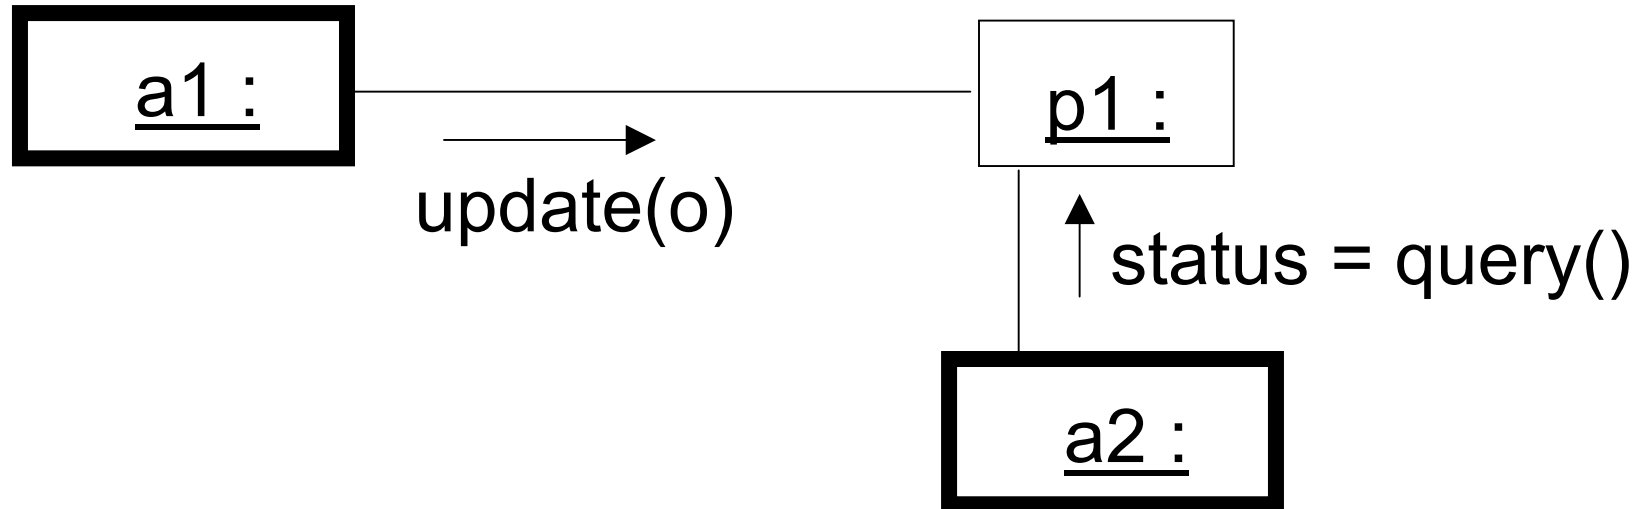 a1 :
p1 :
update(o)
status = query()
a2 :